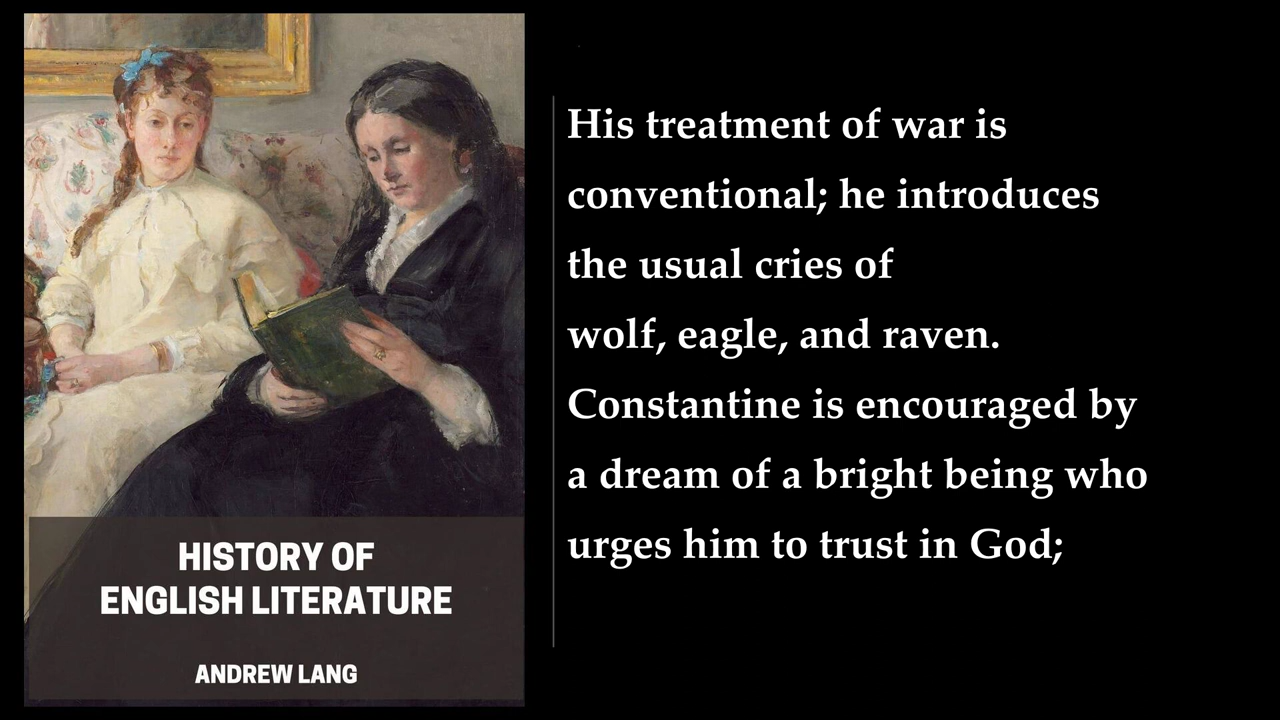 HISTORY OF
ENGLISH LITERATURE
ANDREW LANG
His treatment of war is
conventional; he introduces
the usual cries of
wolf, eagle, and raven.
Constantine is encouraged by
a dream of a bright being who
urges him to trust in God;